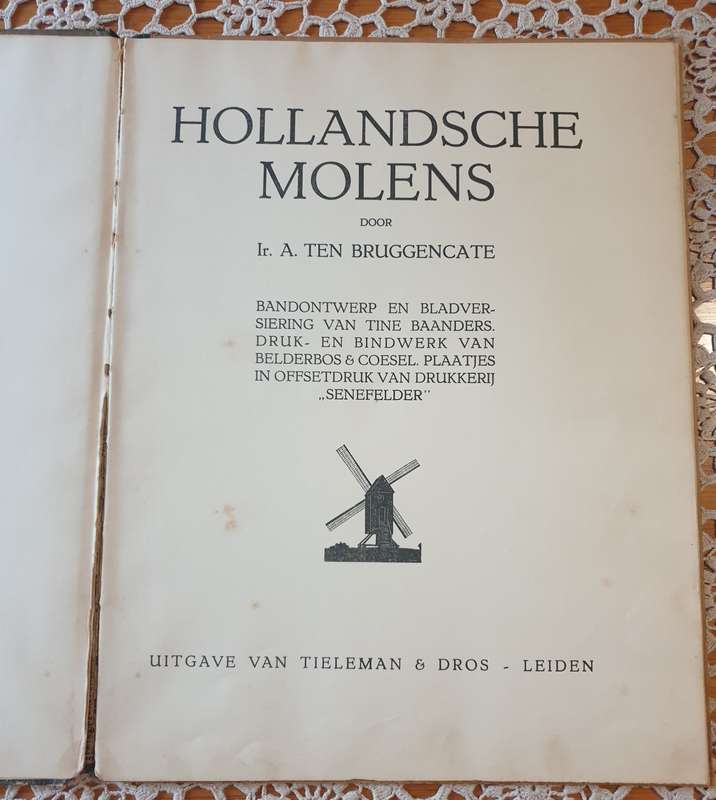 HOLLANDSCHE
MOLENS
DOOR
Ir. A. TEN BRUGGENCATE
BANDONTWERP EN BLADVER-
SIERING VAN TINE BAANDERS.
DRUK- EN BINDWERK VAN
BELDERBOS & COESEL. PLAATJES
IN OFFSETDRUK VAN DRUKKERIJ
„SENEFELDER”
UITGAVE VAN TIELEMAN & DROS - LEIDEN